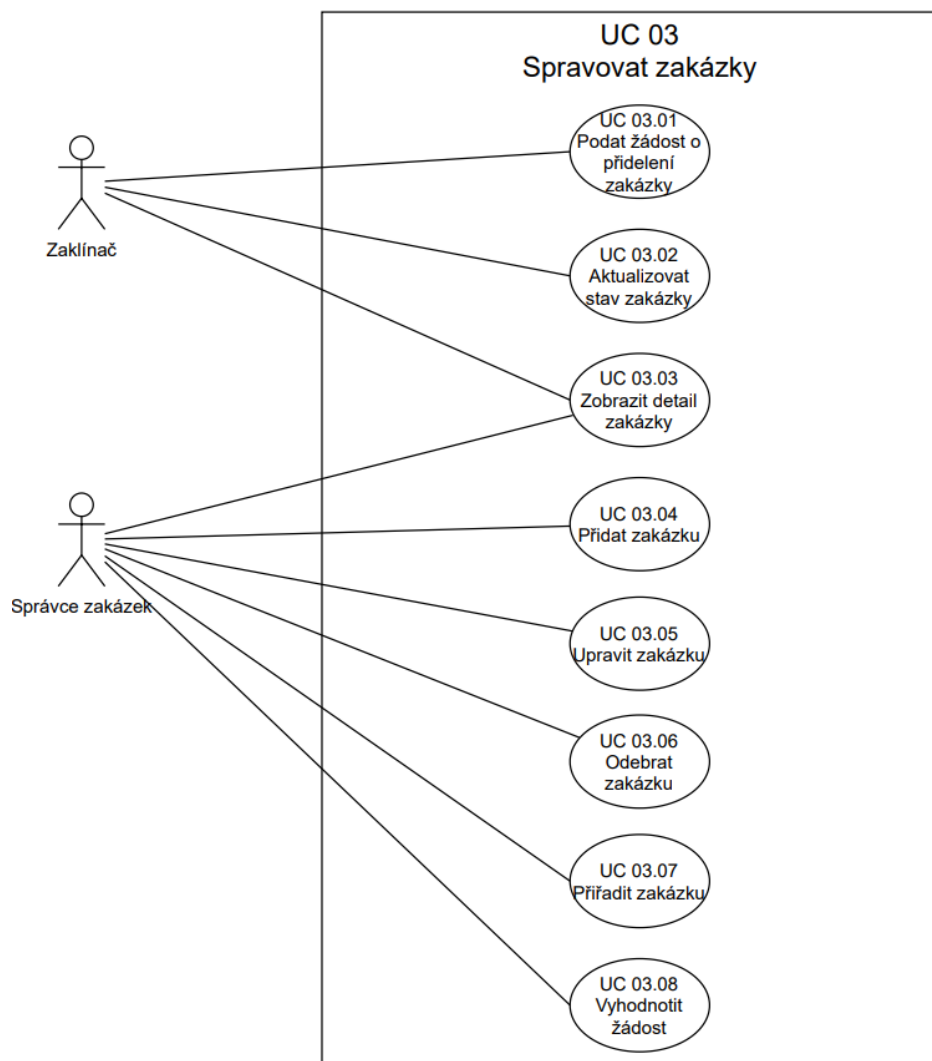 UC 03
Spravovat zakázky
UC 03.01
Podat žádost o
přidelení
zakázky
Zaklínač
UC 03.02
Aktualizovat
stav zakázky
UC 03.03
Zobrazit detail
zakázky
UC 03.04
Přidat zakázku
Správce zakázek
UC 03.05
Upravit zakázku
UC 03.06
Odebrat
zakázku
UC 03.07
Přiřadit zakázku
UC 03.08
Vyhodnotit
žádost